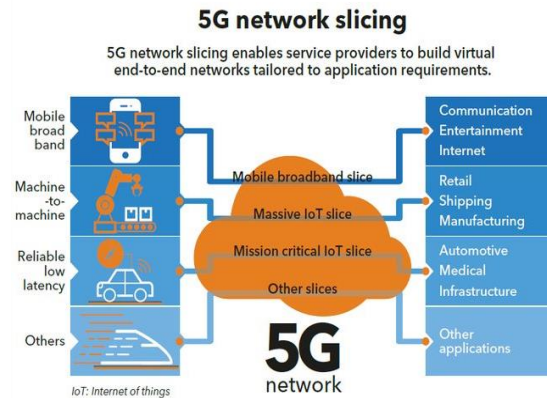 5G network slicing
5G network slicing enables service providers to build virtual
end-to-end networks tailored to application requirements.
Mobile
broad
band
Machine
-to-
machine
Reliable
low
latency
Others
Mobile broadband slice
Massive IoT slice
Mission critical IoT slice
Other slices
5G
network
Communication
Entertainment
Internet
Retail
Shipping
Manufacturing
Automotive
Medical
Infrastructure
Other
applications
IoT: Internet of things